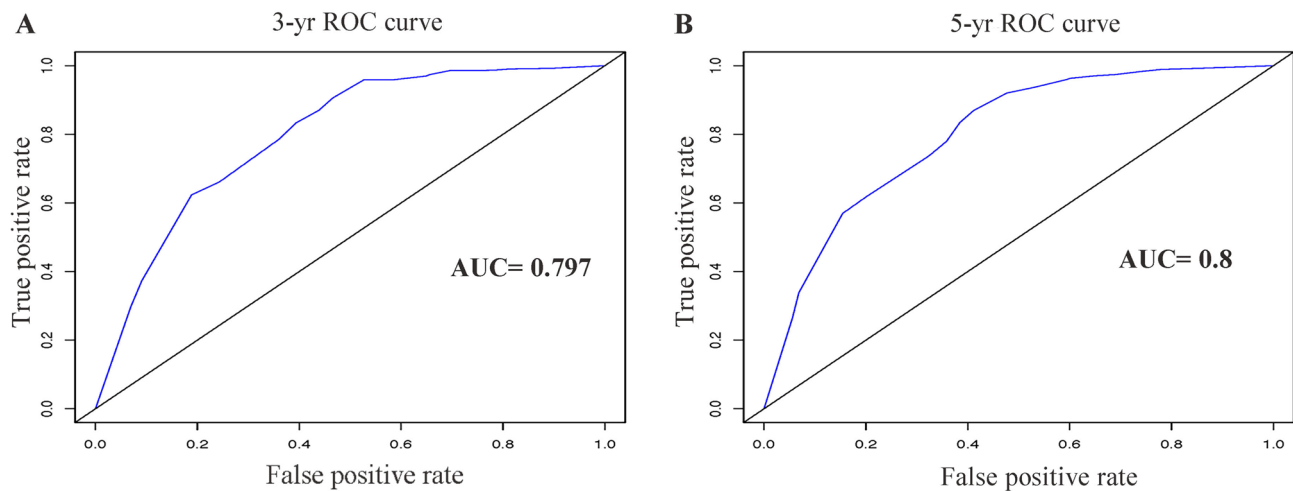 A
3-yr ROC curve
True positive rate
1.0
0.8
0.6
0.4
0.2
0.0
AUC= 0.797
0.0 0.2 0.4 0.6 0.8 1.0
False positive rate
B
5-yr ROC curve
True positive rate
1.0
0.8
0.6
0.4
0.2
0.0
AUC= 0.8
0.0 0.2 0.4 0.6 0.8 1.0
False positive rate